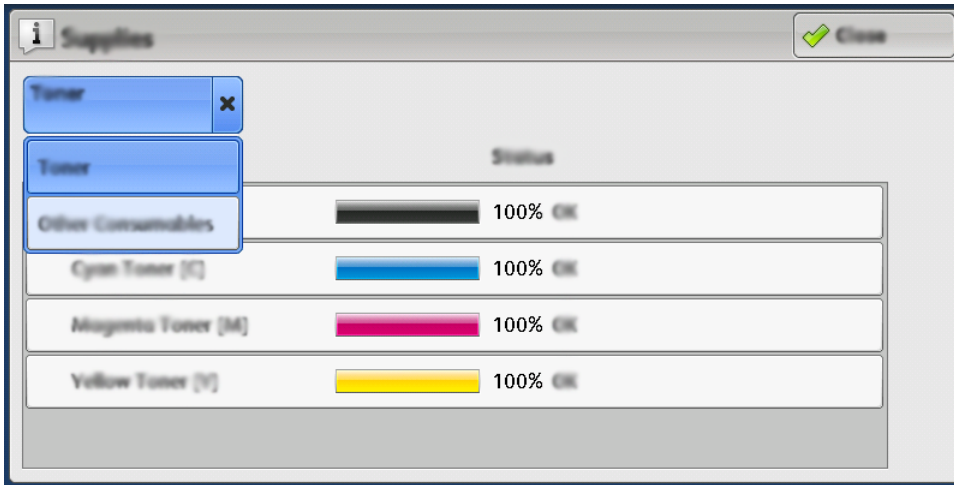 Supplies
Close
Toner
Toner
Status
Other Consumables
100% OK
Cyan Toner [C]
100% OK
Magenta Toner [M]
100% OK
Yellow Toner [Y]
100% OK